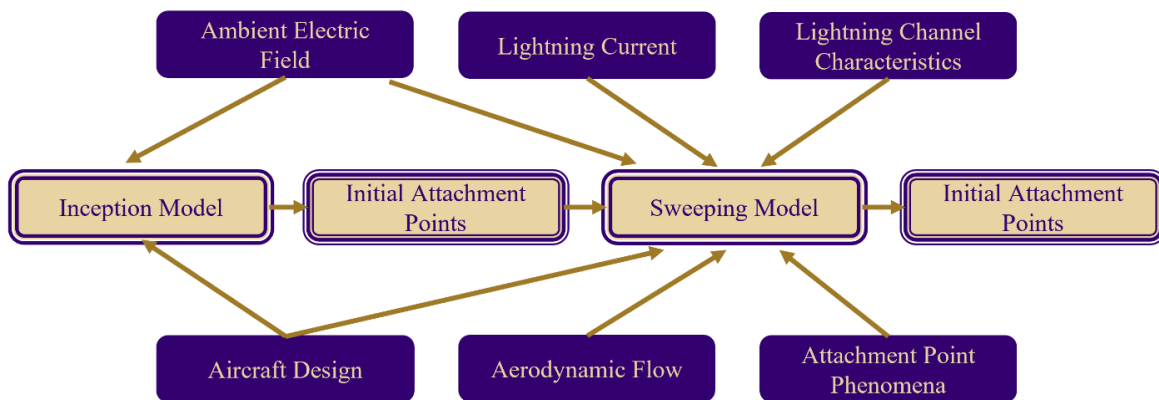 Ambient Electric
Field
Lightning Current
Lightning Channel
Characteristics
Inception Model
Initial Attachment
Points
Sweeping Model
Initial Attachment
Points
Aircraft Design
Aerodynamic Flow
Attachment Point
Phenomena